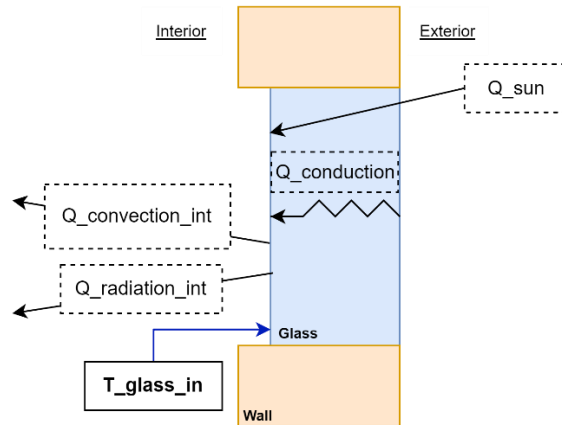 Interior
Exterior
Q_sun
Q_conduction
Q_convection_int
Q_radiation_int
Glass
T_glass_in
Wall